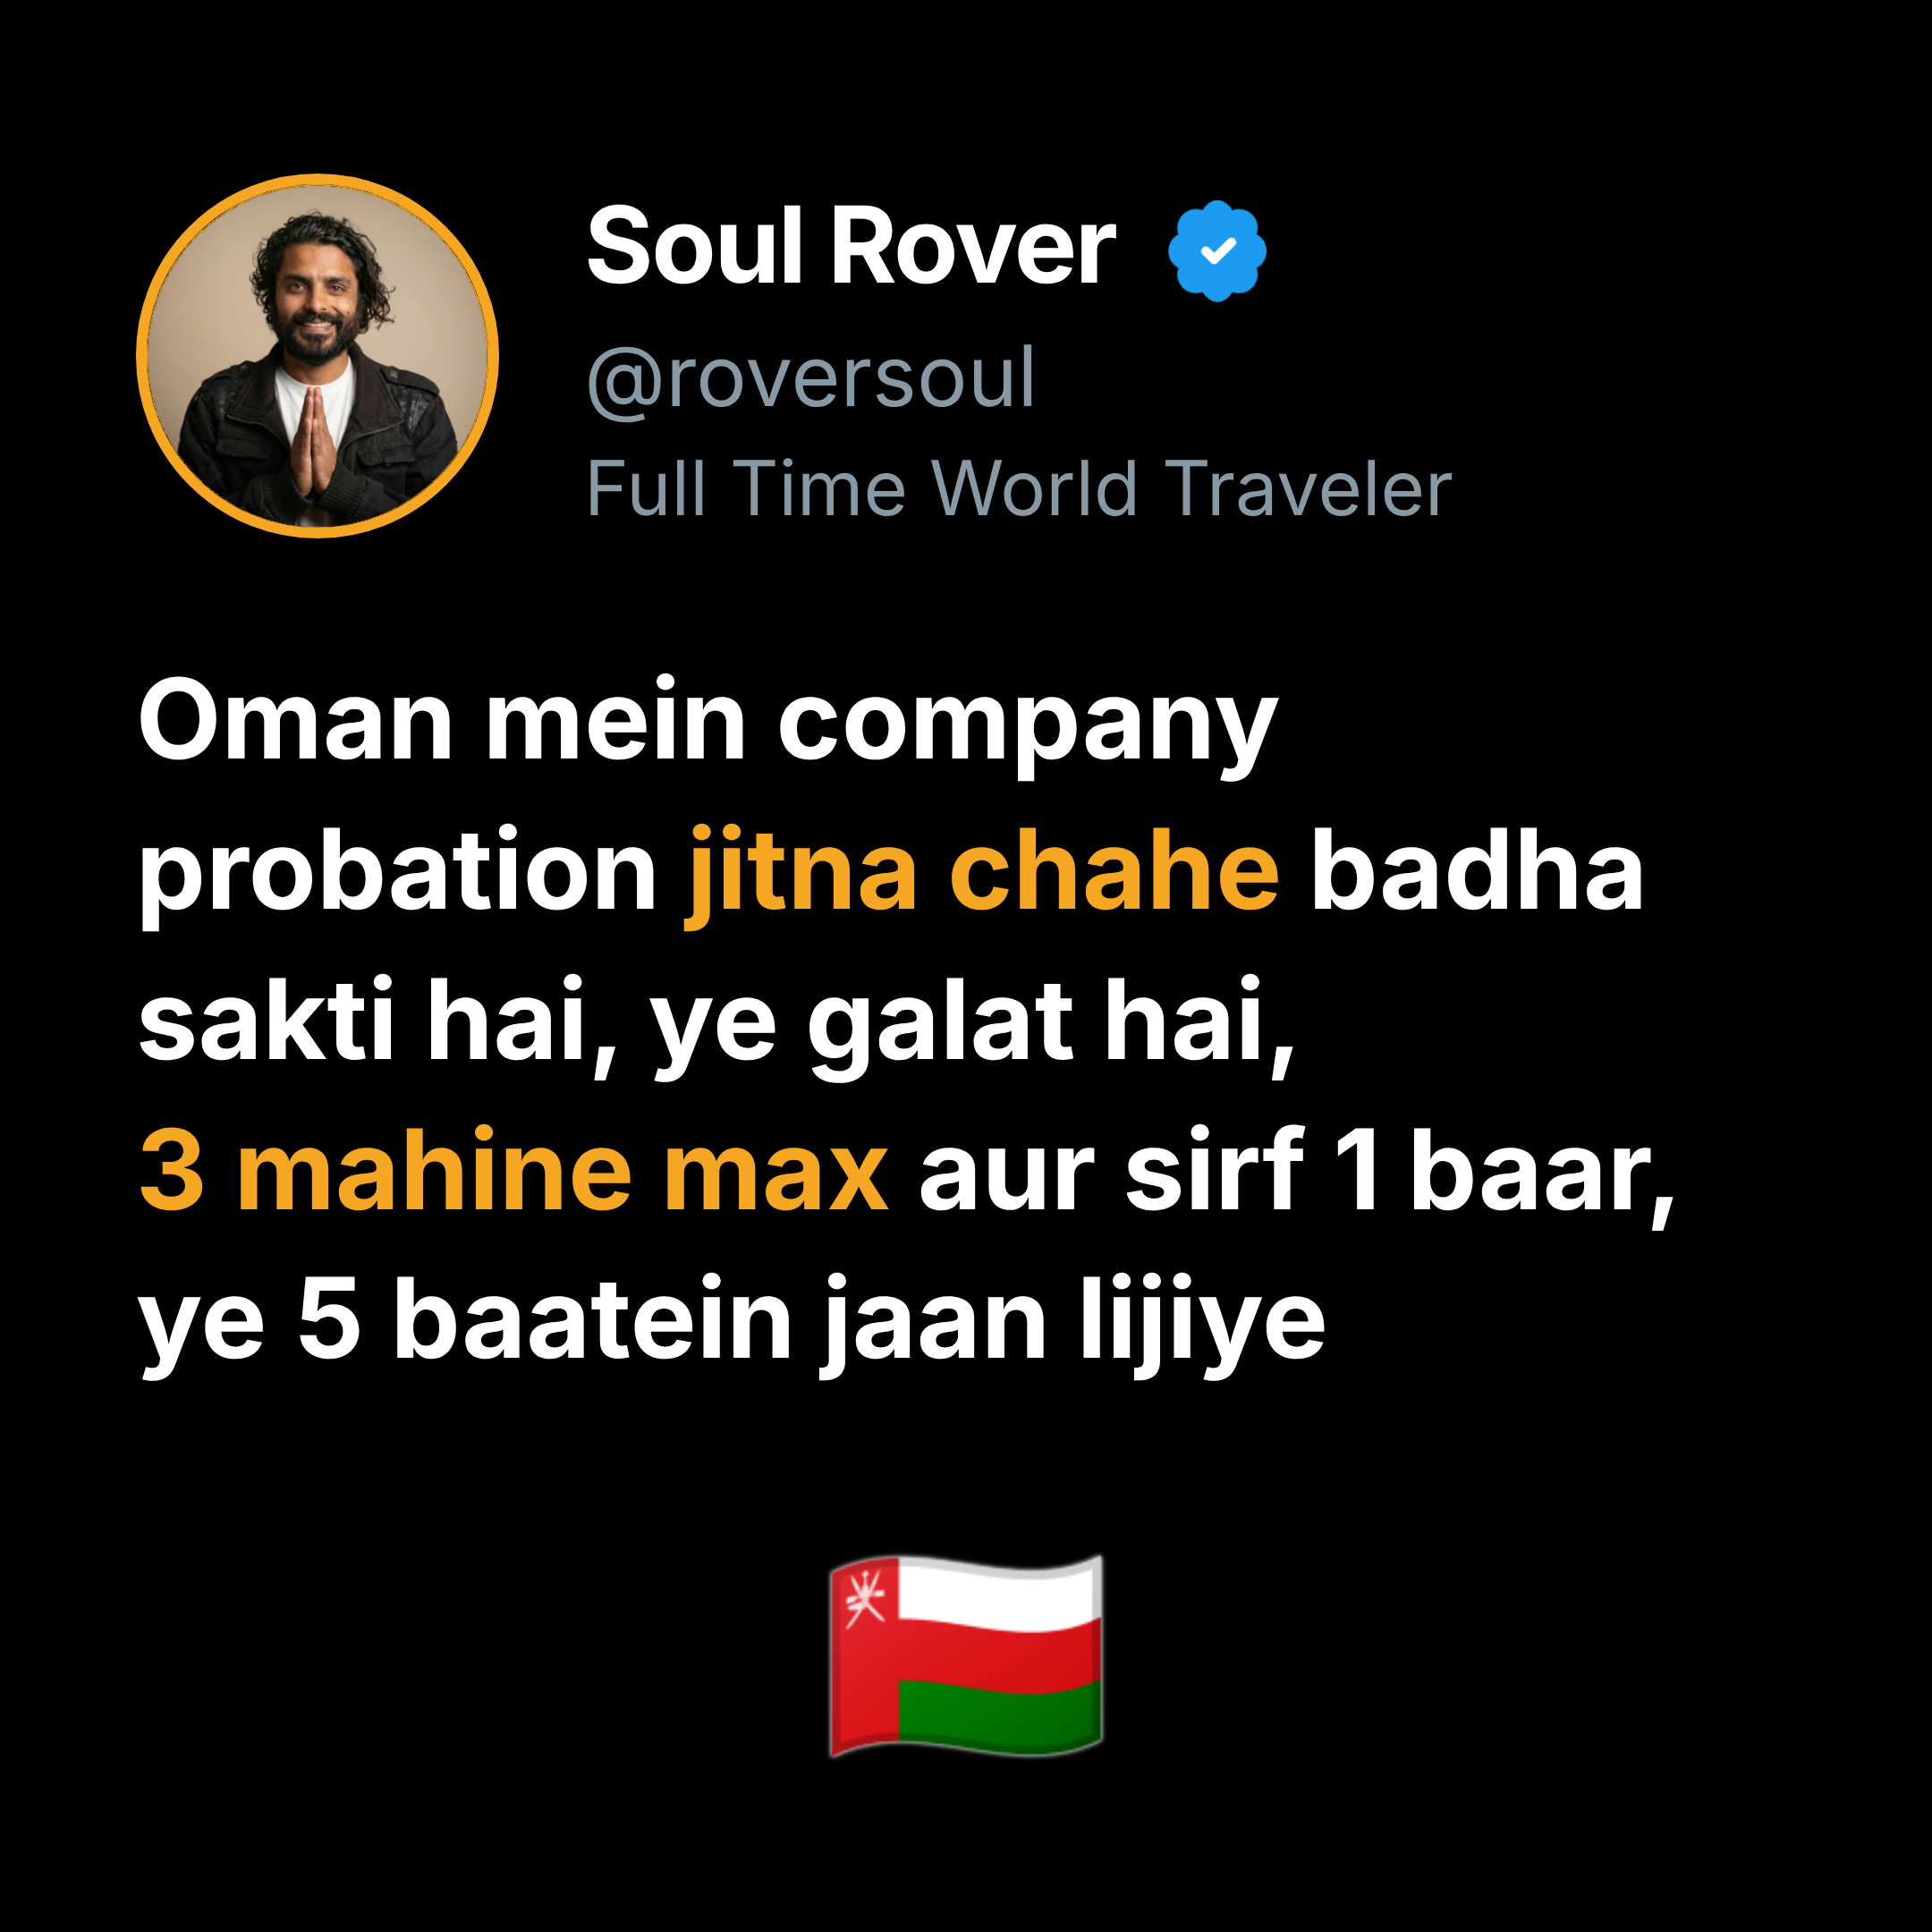 Soul Rover
@roversoul
Full Time World Traveler
Oman mein company
probation jitna chahe badha
sakti hai, ye galat hai,
3 mahine max aur sirf 1 baar,
ye 5 baatein jaan lijiye